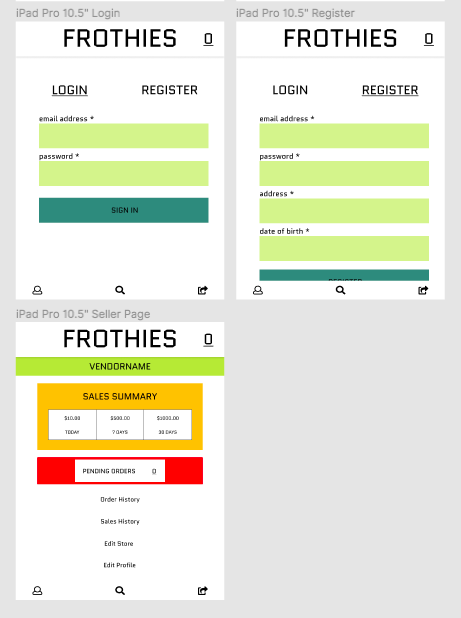 iPad Pro 10.5" Login
FROTHIES 0
LOGIN REGISTER
email address *
password *
SIGN IN
iPad Pro 10.5" Register
FROTHIES 0
LOGIN REGISTER
email address *
password *
address *
date of birth *
REGISTER
iPad Pro 10.5" Seller Page
FROTHIES 0
VENDORNAME
SALES SUMMARY
$10.00 $500.00 $1000.00
TODAY 7 DAYS 30 DAYS
PENDING ORDERS 0
Order History
Sales History
Edit Store
Edit Profile